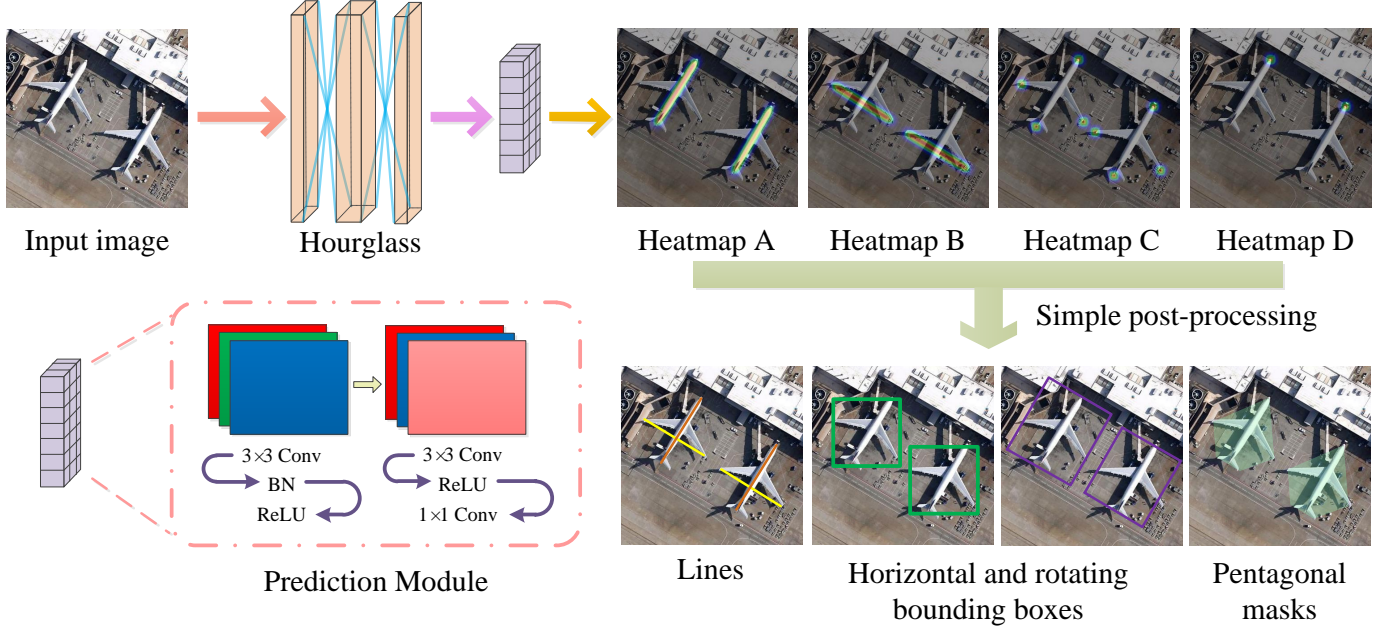 Input image
Hourglass
Heatmap A
Heatmap B
Heatmap C
Heatmap D
Simple post-processing
3×3 Conv
BN
ReLU
3×3 Conv
ReLU
1×1 Conv
Prediction Module
Lines
Horizontal and rotating
bounding boxes
Pentagonal
masks